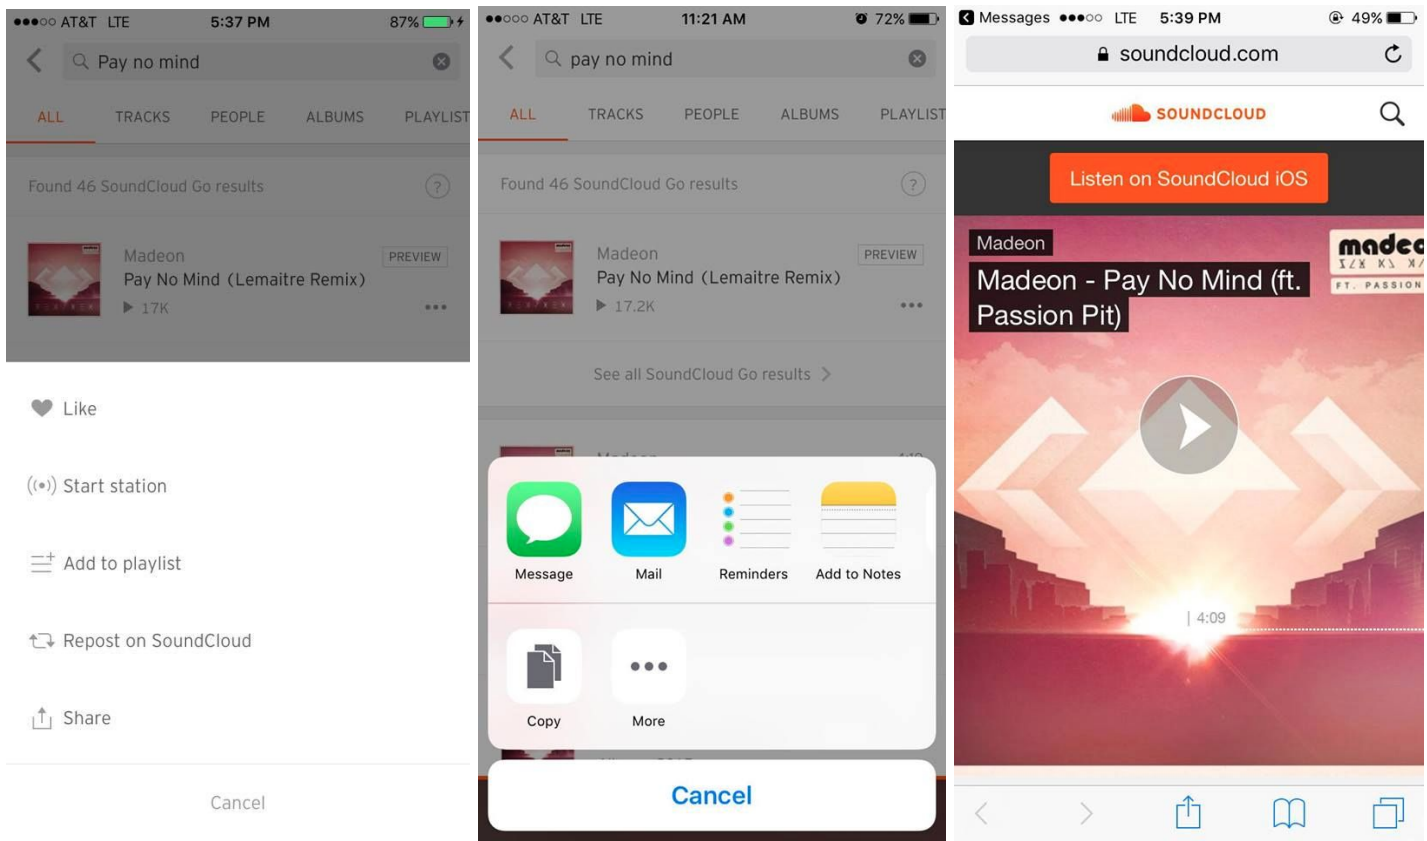 AT&T LTE 5:37 PM 87%
Pay no mind
ALL TRACKS PEOPLE ALBUMS PLAYLIST
Found 46 SoundCloud Go results ?
Madeon PREVIEW
Pay No Mind (Lemaitre Remix)
17K
Like
Start station
Add to playlist
Repost on SoundCloud
Share
Cancel
AT&T LTE 11:21 AM 72%
pay no mind
ALL TRACKS PEOPLE ALBUMS PLAYLIST
Found 46 SoundCloud Go results ?
Madeon PREVIEW
Pay No Mind (Lemaitre Remix)
17.2K
See all SoundCloud Go results
Message Mail Reminders Add to Notes
Copy More
Cancel
Messages LTE 5:39 PM 49%
soundcloud.com
SOUNDCLOUD
Listen on SoundCloud iOS
Madeon
Madeon - Pay No Mind (ft.
Passion Pit)
madeo
FT. PASSION
4:09